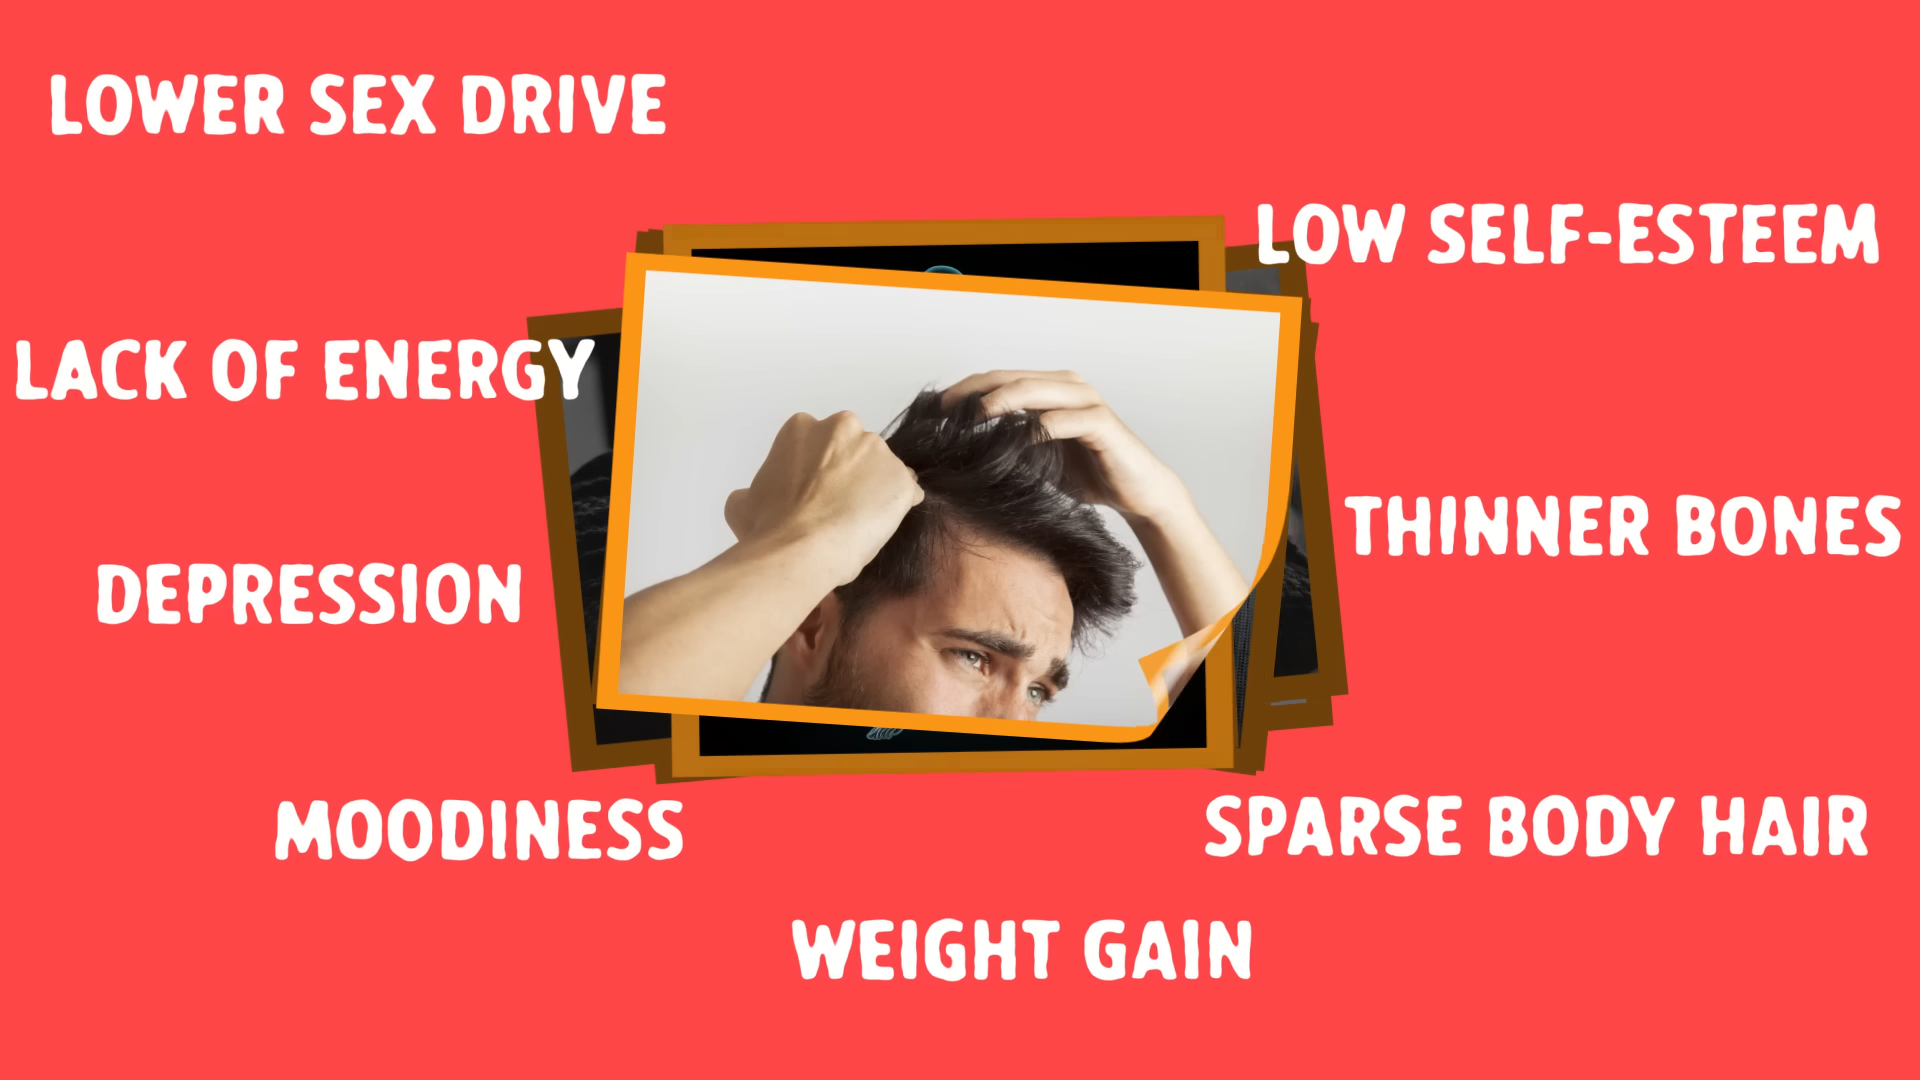 LOWER SEX DRIVE
LOW SELF-ESTEEM
LACK OF ENERGY
THINNER BONES
DEPRESSION
MOODINESS
SPARSE BODY HAIR
WEIGHT GAIN